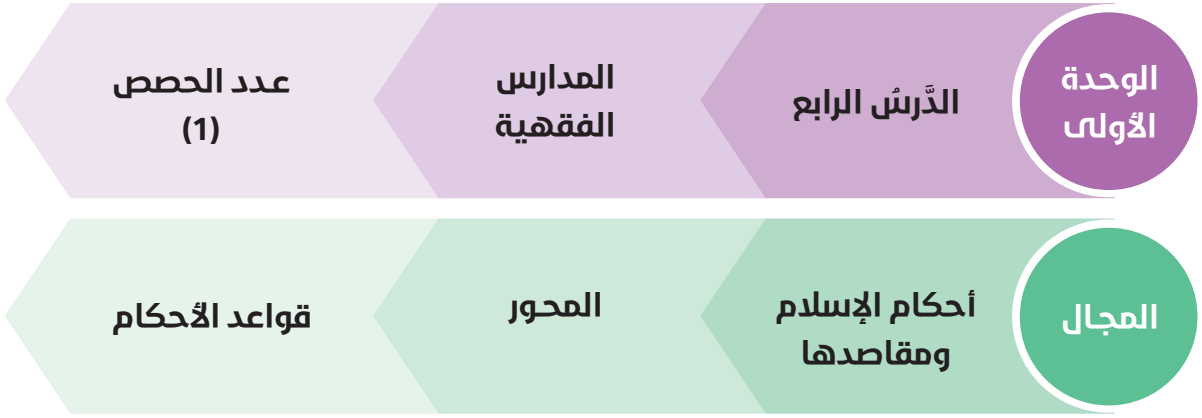 الوحدة
الأولى
الدَّرسُ الرابع
المدارس
الفقهية
عدد الحصص
(1)
المجال
أحكام الإسلام
ومقاصدها
المحور
قواعد الأحكام